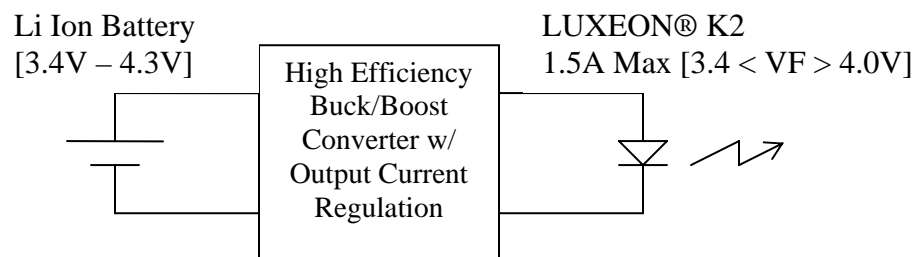 Li Ion Battery
[3.4V – 4.3V]
High Efficiency
Buck/Boost
Converter w/
Output Current
Regulation
LUXEON® K2
1.5A Max [3.4 < VF > 4.0V]